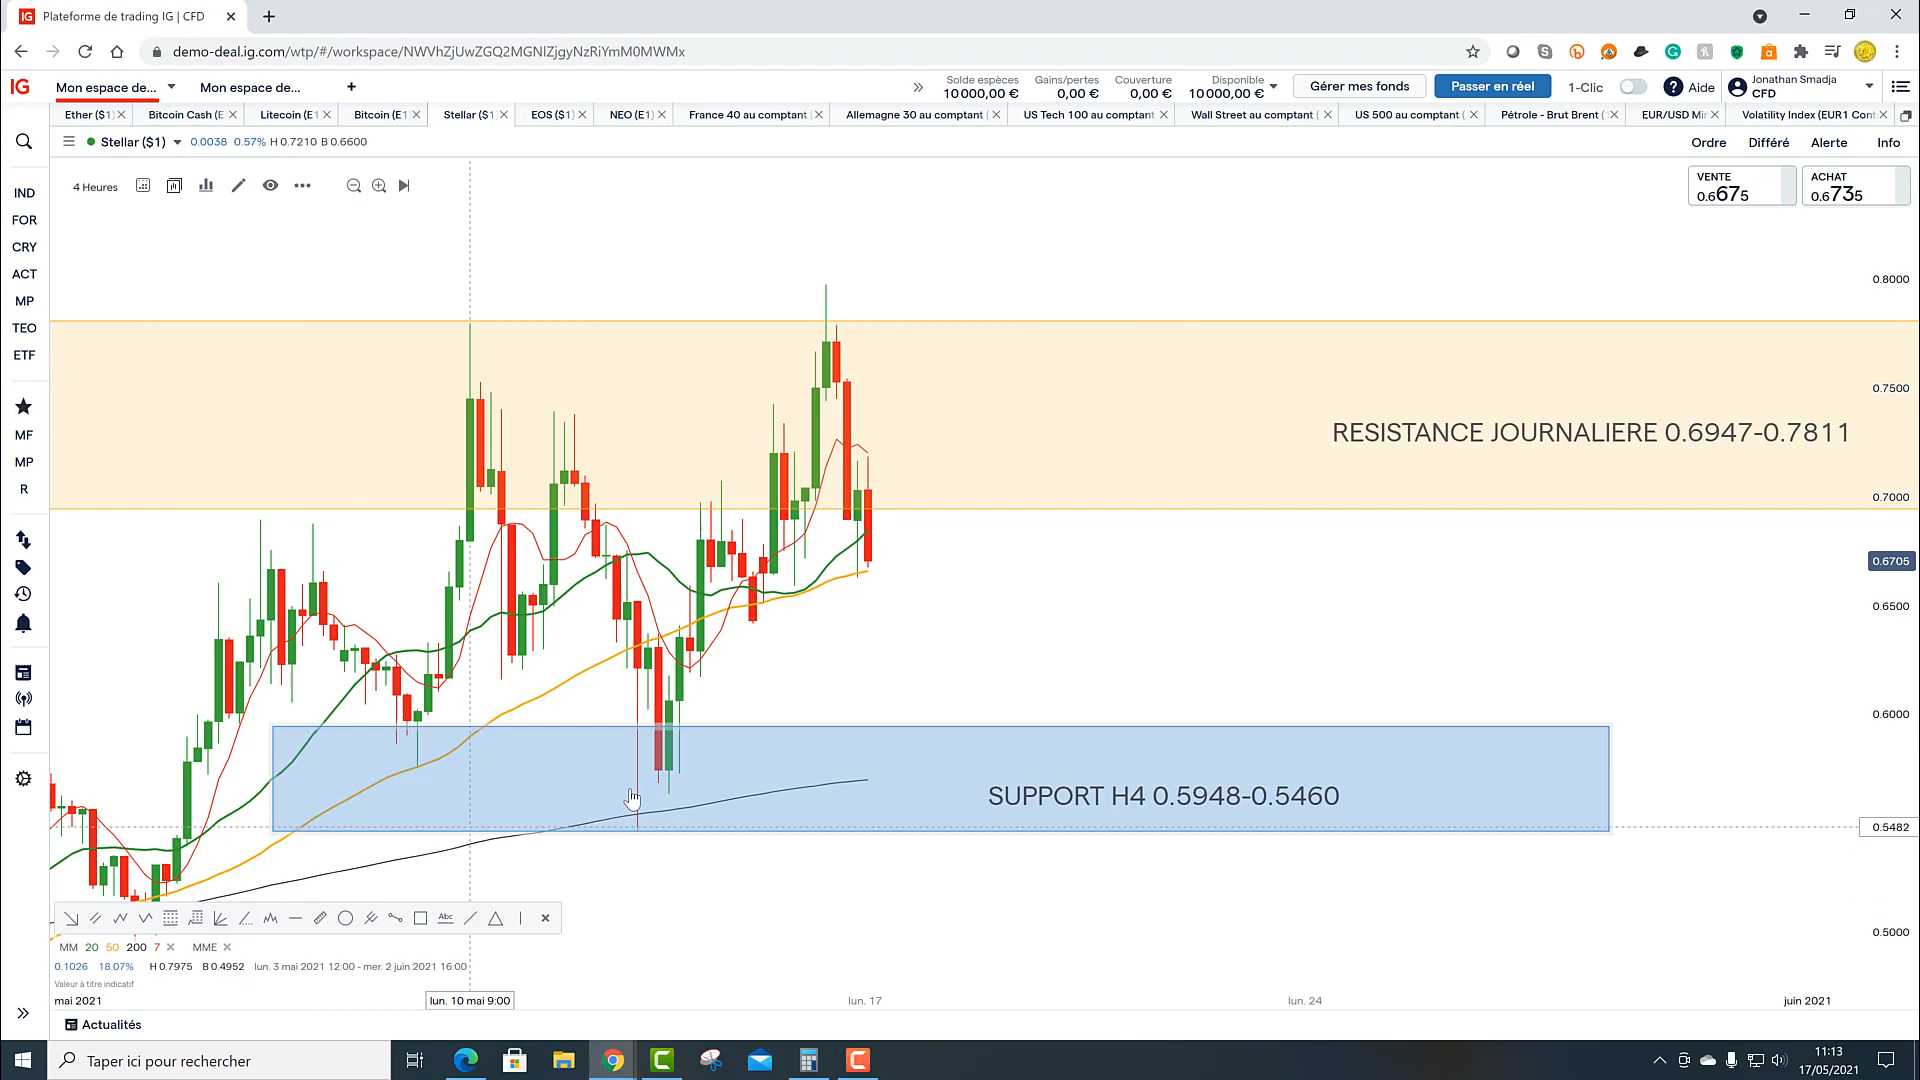 Plateforme de trading IG | CFD
demo-deal.ig.com/wtp/#/workspace/NWVhZjUwZGQ2MGNlZjgyNzRiYmM0MWMx
IG Mon espace de... Mon espace de...
Solde espèces Gains/pertes Couverture Disponible
10 000,00 € 0,00 € 0,00 € 10 000,00 €
Gérer mes fonds Passer en réel 1-Clic Aide
Jonathan Smadja
CFD
Ether ($1) Bitcoin Cash (E Litecoin (E1 Bitcoin (E1 Stellar ($1) EOS ($1) NEO (E1) France 40 au comptant ( Allemagne 30 au comptant ( US Tech 100 au comptant Wall Street au comptant ( US 500 au comptant ( Pétrole - Brut Brent ( EUR/USD Mi Volatility Index (EUR1 Cont
Stellar ($1) 0.0038 0.57% H 0.7210 B 0.6600
Ordre Différé Alerte Info
4 Heures
VENTE ACHAT
0.6675 0.6735
IND
FOR
CRY
ACT
MP
TEO
ETF
MF
MP
R
0.8000
0.7500
RESISTANCE JOURNALIERE 0.6947-0.7811
0.7000
0.6705
0.6500
0.6000
SUPPORT H4 0.5948-0.5460
0.5482
Abc
0.5000
MM 20 50 200 7 MME
0.1026 18.07% H 0.7975 B 0.4952 lun. 3 mai 2021 12:00 - mer. 2 juin 2021 16:00
Valeur à titre indicatif
mai 2021 lun. 10 mai 9:00 lun. 17 lun. 24 juin 2021
Actualités
Taper ici pour rechercher
11:13
17/05/2021